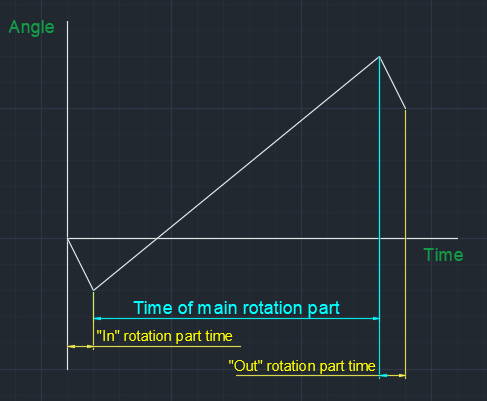 Angle
Time
Time of main rotation part
"In" rotation part time
"Out" rotation part time